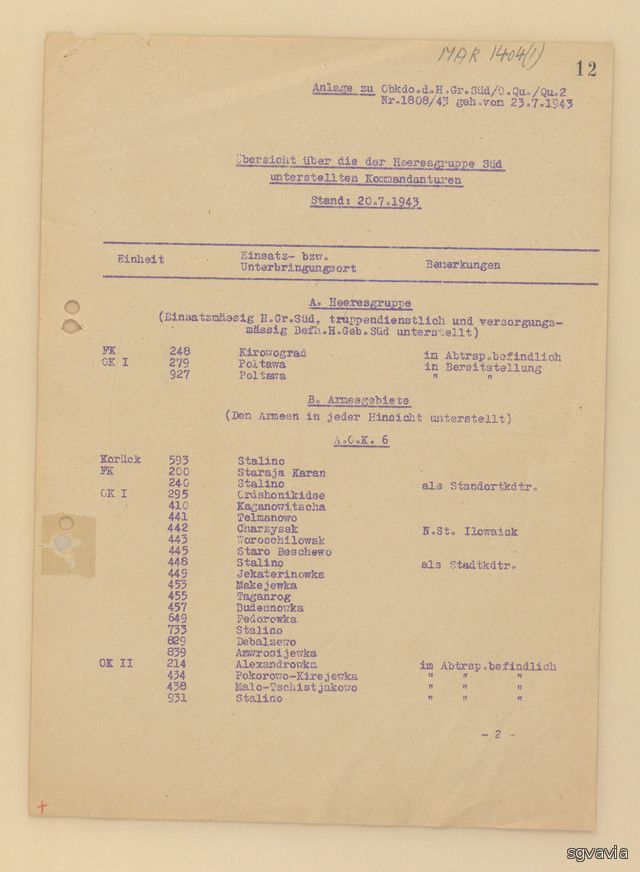 MAR 1404(1)
12
Anlage zu Obkdo.d.H.Gr.Süd/O.Qu./Qu.2
Nr.1808/43 geh.vom 23.7.1943
Übersicht über die der Heeresgruppe Süd
unterstellten Kommandanturen
Stand: 20.7.1943
Einheit Einsatz- bzw. Unterbringungsort Bemerkungen
A. Heeresgruppe
(Einsatzmässig H.Gr.Süd, truppendienstlich und versorgungs-
mässig Befh.H.Geb.Süd unterstellt)
FK 248 Kirowograd im Abtrsp.befindlich
OK I 279 Poltawa in Bereitstellung
927 Poltawa " "
B. Armeegebiete
(Den Armeen in jeder Hinsicht unterstellt)
A.O.K. 6
Korück 593 Stalino
FK 200 Staraja Karan
240 Stalino als Standortkdtr.
OK I 295 Ordshonikidse
410 Kaganowitscha
441 Telmanowo
442 Charzyssk N.St. Ilowaisk
443 Woroschilowsk
445 Staro Beschewo
448 Stalino als Stadtkdtr.
449 Jekaterinowka
453 Makejewka
455 Taganrog
457 Budennowka
649 Fedorowka
733 Stalino
829 Debalzewo
839 Amwrosijewka
OK II 214 Alexandrowka im Abtrsp.befindlich
434 Pokorowo-Kirejewka " " "
438 Malo-Tschistjakowo " " "
931 Stalino " " "
- 2 -
sgvavia